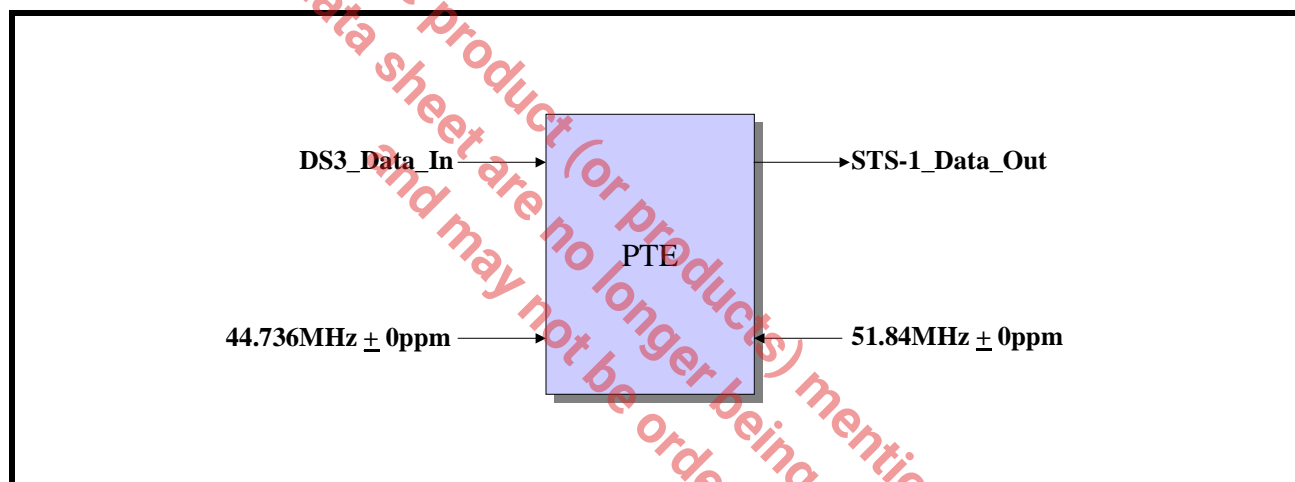 DS3_Data_In
STS-1_Data_Out
PTE
44.736MHz ± 0ppm
51.84MHz ± 0ppm
product (or products) mentio
data sheet are no longer being
and may not be orde